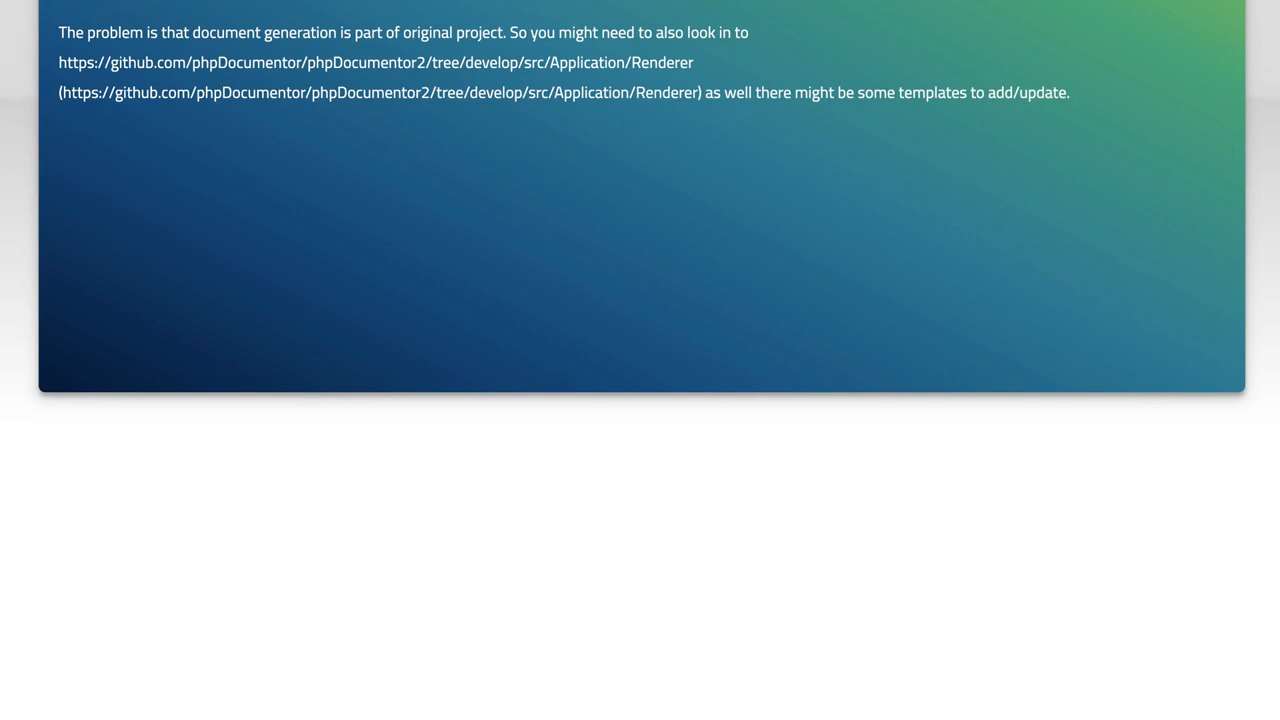 The problem is that document generation is part of original project. So you might need to also look in to
https://github.com/phpDocumentor/phpDocumentor2/tree/develop/src/Application/Renderer
(https://github.com/phpDocumentor/phpDocumentor2/tree/develop/src/Application/Renderer) as well there might be some templates to add/update.